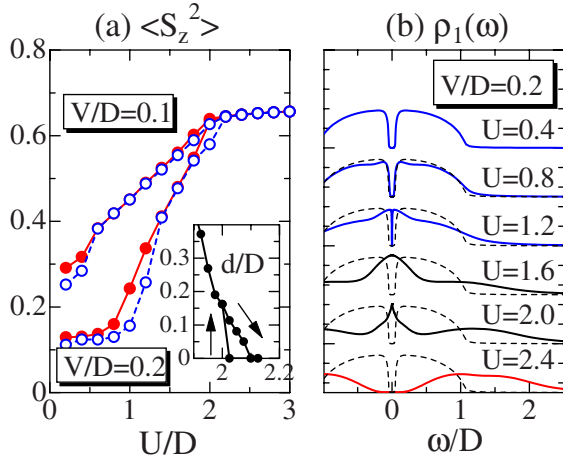 (a) <S_z^2>
0.8
0.6
0.4
0.2
0
V/D=0.1
V/D=0.2
0.3
0.2
0.1
0
d/D
2
2.2
0
1
2
3
U/D
(b) ρ_1(ω)
V/D=0.2
U=0.4
U=0.8
U=1.2
U=1.6
U=2.0
U=2.4
0
1
2
ω/D